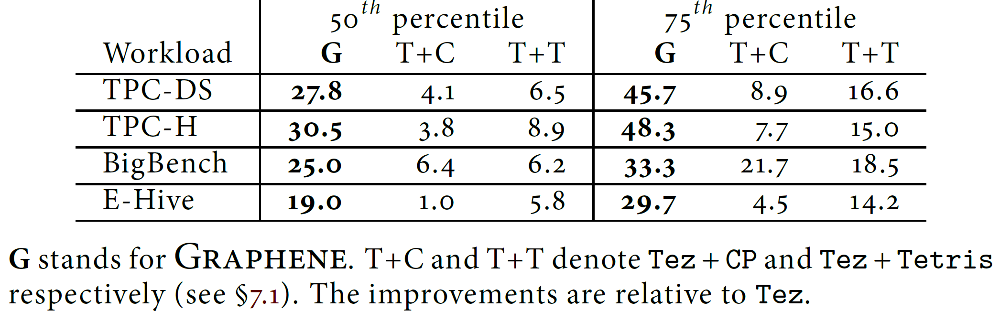 50th percentile 75th percentile
Workload G T+C T+T G T+C T+T
TPC-DS 27.8 4.1 6.5 45.7 8.9 16.6
TPC-H 30.5 3.8 8.9 48.3 7.7 15.0
BigBench 25.0 6.4 6.2 33.3 21.7 18.5
E-Hive 19.0 1.0 5.8 29.7 4.5 14.2
G stands for GRAPHENE. T+C and T+T denote Tez + CP and Tez + Tetris
respectively (see §7.1). The improvements are relative to Tez.